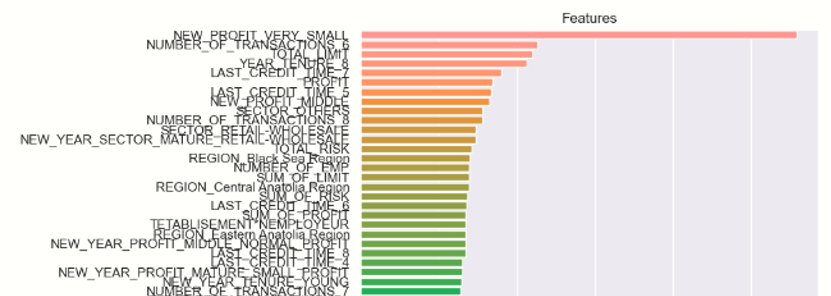 Features
NEW_PROFIT_VERY_SMALL
NUMBER_OF_TRANSACTIONS_6
TOTAL_LIMIT
YEAR_TENURE_8
LAST_CREDIT_TIME_7
PROFIT
LAST_CREDIT_TIME_5
NEW_PROFIT_MIDDLE
SECTOR_OTHERS
NUMBER_OF_TRANSACTIONS_8
SECTOR_RETAIL-WHOLESALE
NEW_YEAR_SECTOR_MATURE_RETAIL-WHOLESALE
TOTAL_RISK
REGION_Black Sea Region
NUMBER_OF_EMP
SUM_OF_LIMIT
REGION_Central Anatolia Region
SUM_OF_RISK
LAST_CREDIT_TIME_6
SUM_OF_PROFIT
TETABLISEMENT_NEMPLOYEUR
REGION_Eastern Anatolia Region
NEW_YEAR_PROFIT_MIDDLE_NORMAL_PROFIT
LAST_CREDIT_TIME_8
LAST_CREDIT_TIME_4
NEW_YEAR_PROFIT_MATURE_SMALL_PROFIT
NEW_YEAR_TENURE_YOUNG
NUMBER_OF_TRANSACTIONS_7